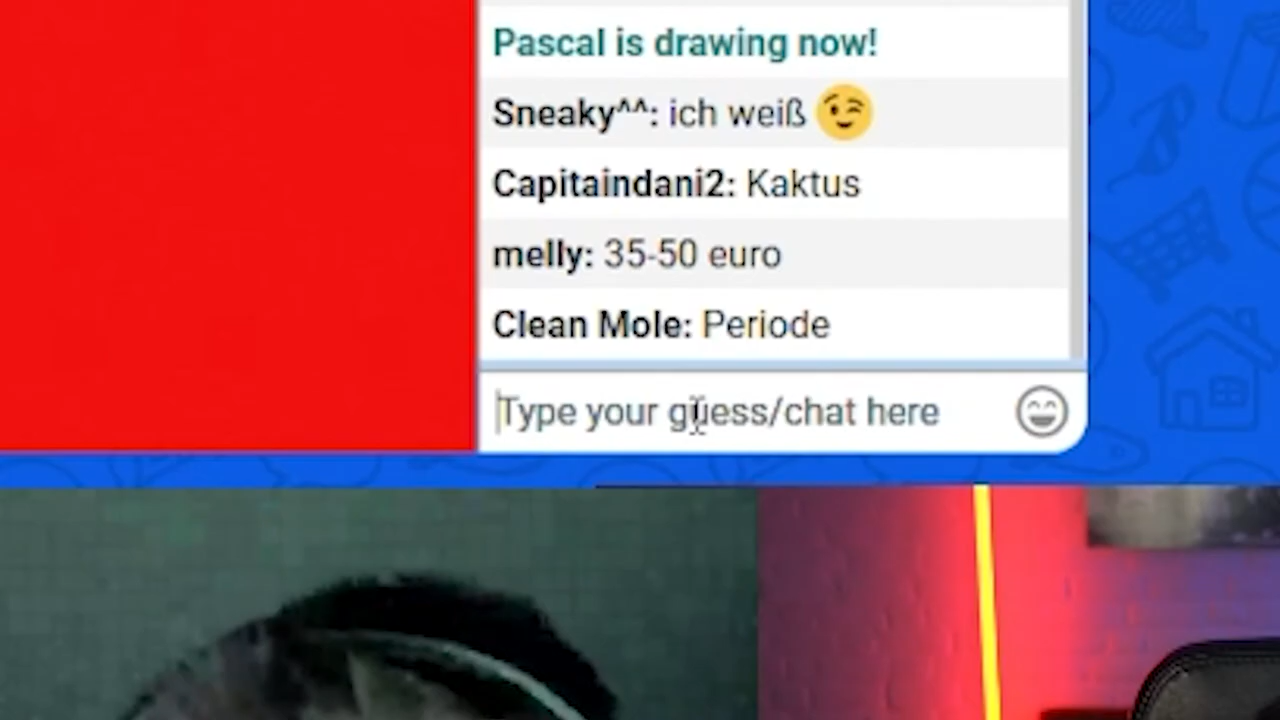 Pascal is drawing now!
Sneaky^^: ich weiß 😉
Capitaindani2: Kaktus
melly: 35-50 euro
Clean Mole: Periode
Type your guess/chat here